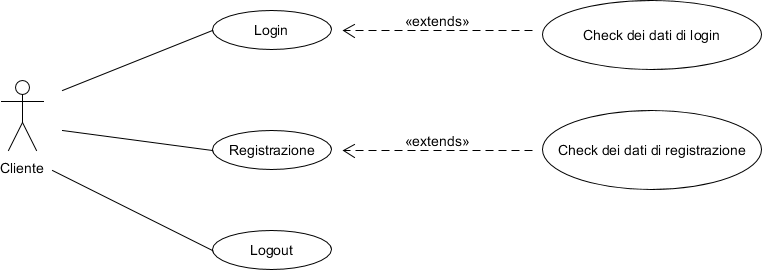 Login
«extends»
Check dei dati di login
Cliente
Registrazione
«extends»
Check dei dati di registrazione
Logout